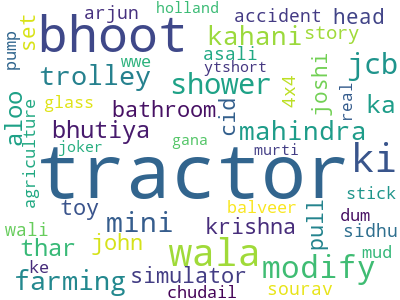 arjun holland
pump set bhoot kahani accident head
wwe asali story
trolley ytshort jcb
aloo shower 4x4 joshi real
glass bathroom cid ka
agriculture bhutiya mahindra
joker gana
tractor murti ki
toy balveer stick
wali mini krishna pull dum sidhu
thar john wala mud
ke simulator modify
farming chudail sourav